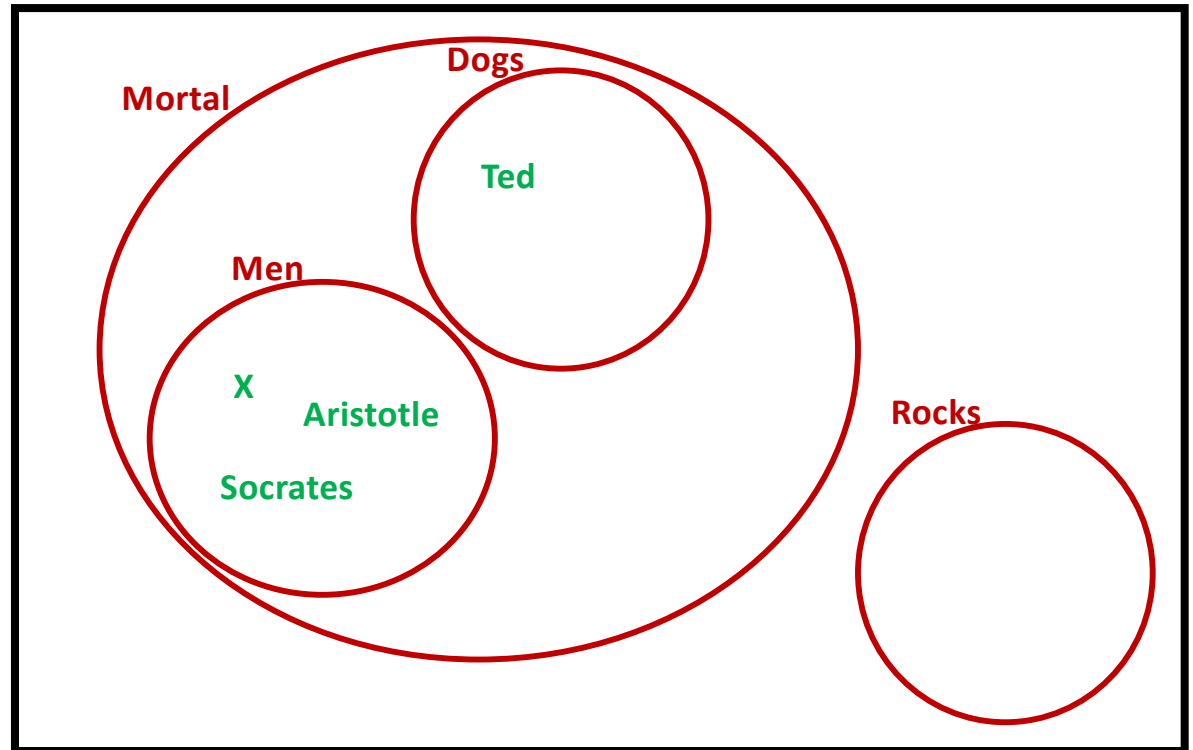 Dogs
Mortal
Ted
Men
X
Aristotle
Rocks
Socrates